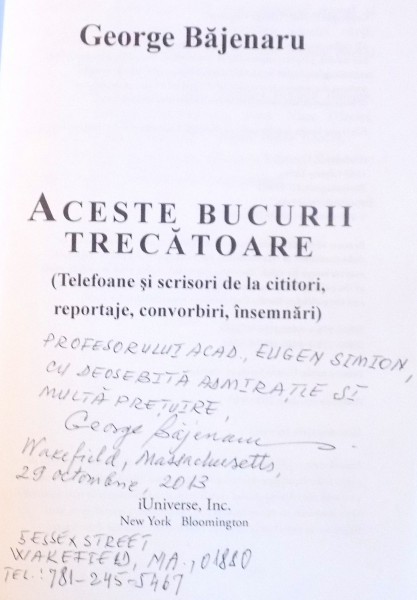 George Băjenaru
ACESTE BUCURII
TRECĂTOARE
(Telefoane și scrisori de la cititori,
reportaje, convorbiri, însemnări)
PROFESORULUI ACAD., EUGEN SIMION,
CU DEOSEBITĂ ADMIRAȚIE SI
MULTĂ PREȚUIRE,
George Băjenaru
Wakefield, Massachusetts,
29 octombrie, 2013
iUniverse, Inc.
New York Bloomington
5 ESSEX STREET
WAKEFIELD, MA., 01880
TEL.: 781-245-5467